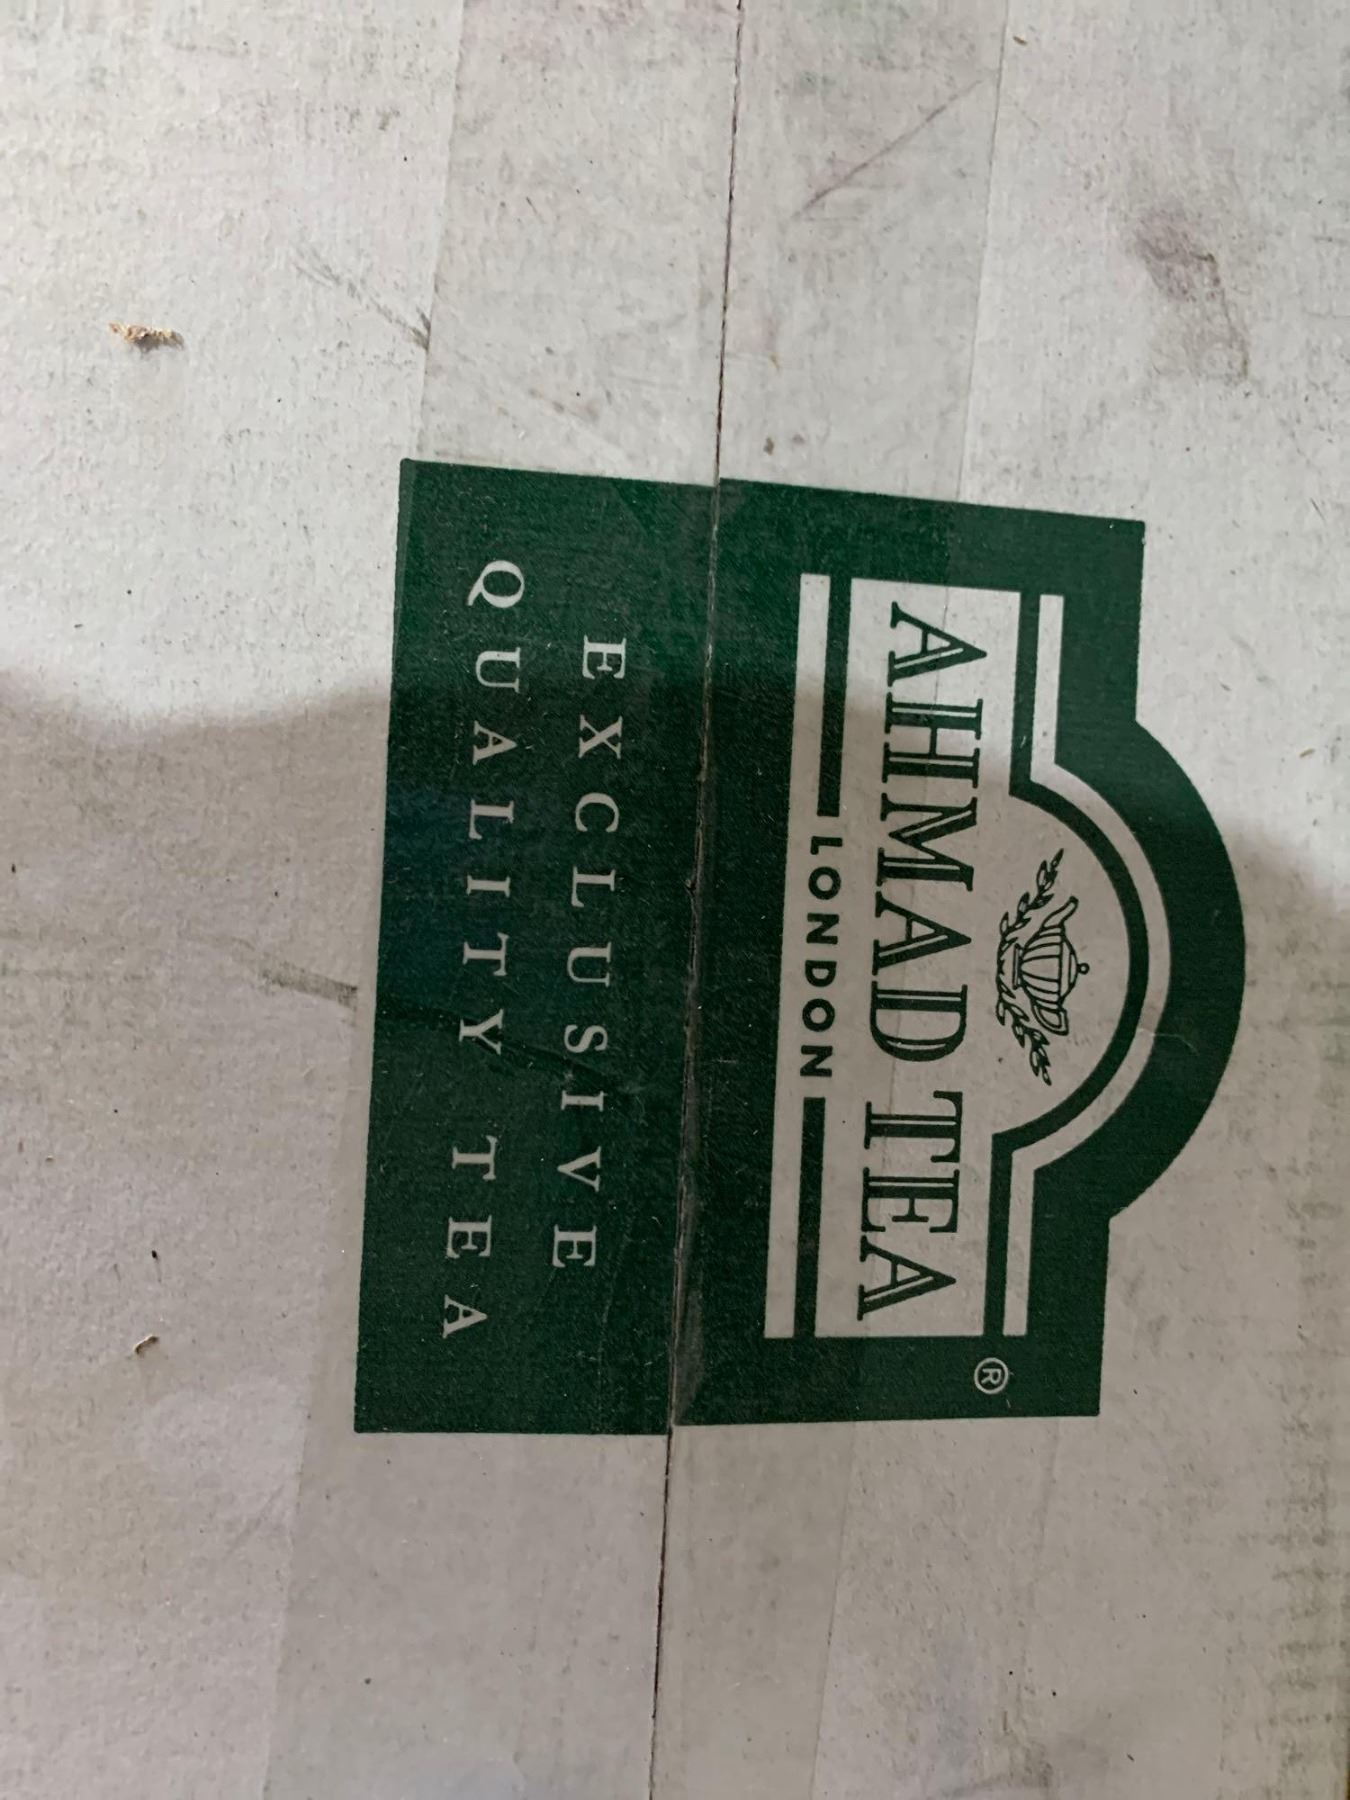 AHMAD TEA
LONDON
®
EXCLUSIVE
QUALITY TEA